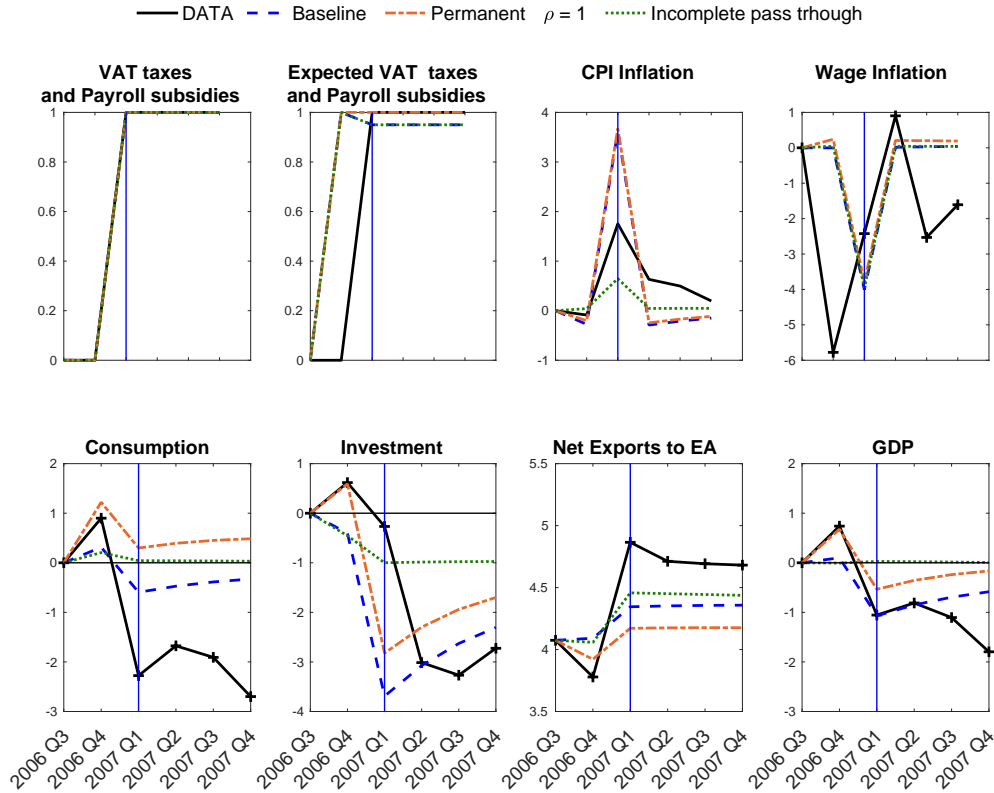 DATA Baseline Permanent ρ = 1 Incomplete pass trhough
VAT taxes
and Payroll subsidies
Expected VAT taxes
and Payroll subsidies
CPI Inflation
Wage Inflation
1
0.8
0.6
0.4
0.2
0
1
0.8
0.6
0.4
0.2
0
4
3
2
1
0
-1
1
0
-1
-2
-3
-4
-5
-6
Consumption
Investment
Net Exports to EA
GDP
2
1
0
-1
-2
-3
1
0
-1
-2
-3
-4
5.5
5
4.5
4
3.5
2
1
0
-1
-2
-3
2006 Q3
2006 Q4
2007 Q1
2007 Q2
2007 Q3
2007 Q4
2006 Q3
2006 Q4
2007 Q1
2007 Q2
2007 Q3
2007 Q4
2006 Q3
2006 Q4
2007 Q1
2007 Q2
2007 Q3
2007 Q4
2006 Q3
2006 Q4
2007 Q1
2007 Q2
2007 Q3
2007 Q4